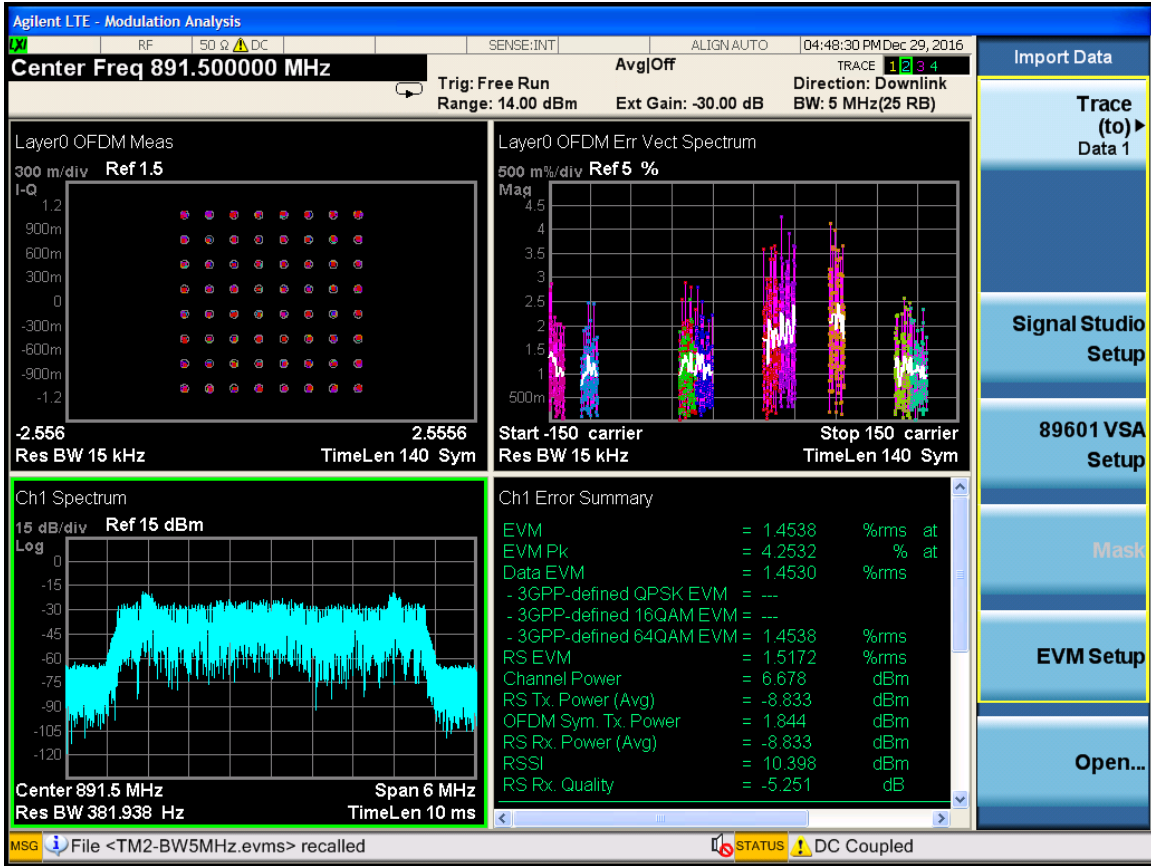 Agilent LTE - Modulation Analysis
LXI RF 50 Ω DC SENSE:INT ALIGN AUTO 04:48:30 PM Dec 29, 2016
Center Freq 891.500000 MHz
Avg|Off
TRACE 1 2 3 4
Trig: Free Run
Direction: Downlink
Range: 14.00 dBm Ext Gain: -30.00 dB BW: 5 MHz(25 RB)
Layer0 OFDM Meas
300 m/div Ref 1.5
I-Q
1.2
900m
600m
300m
0
-300m
-600m
-900m
-1.2
-2.556 2.5556
Res BW 15 kHz TimeLen 140 Sym
Layer0 OFDM Err Vect Spectrum
500 m%/div Ref 5 %
Mag
4.5
4
3.5
3
2.5
2
1.5
1
500m
Start -150 carrier Stop 150 carrier
Res BW 15 kHz TimeLen 140 Sym
Ch1 Spectrum
15 dB/div Ref 15 dBm
Log
0
-15
-30
-45
-60
-75
-90
-105
-120
Center 891.5 MHz Span 6 MHz
Res BW 381.938 Hz TimeLen 10 ms
Ch1 Error Summary
EVM = 1.4538 %rms at
EVM Pk = 4.2532 % at
Data EVM = 1.4530 %rms
- 3GPP-defined QPSK EVM = ---
- 3GPP-defined 16QAM EVM = ---
- 3GPP-defined 64QAM EVM = 1.4538 %rms
RS EVM = 1.5172 %rms
Channel Power = 6.678 dBm
RS Tx. Power (Avg) = -8.833 dBm
OFDM Sym. Tx. Power = 1.844 dBm
RS Rx. Power (Avg) = -8.833 dBm
RSSI = 10.398 dBm
RS Rx. Quality = -5.251 dB
Import Data
Trace
(to)
Data 1
Signal Studio
Setup
89601 VSA
Setup
Mask
EVM Setup
Open...
MSG File <TM2-BW5MHz.evms> recalled STATUS DC Coupled